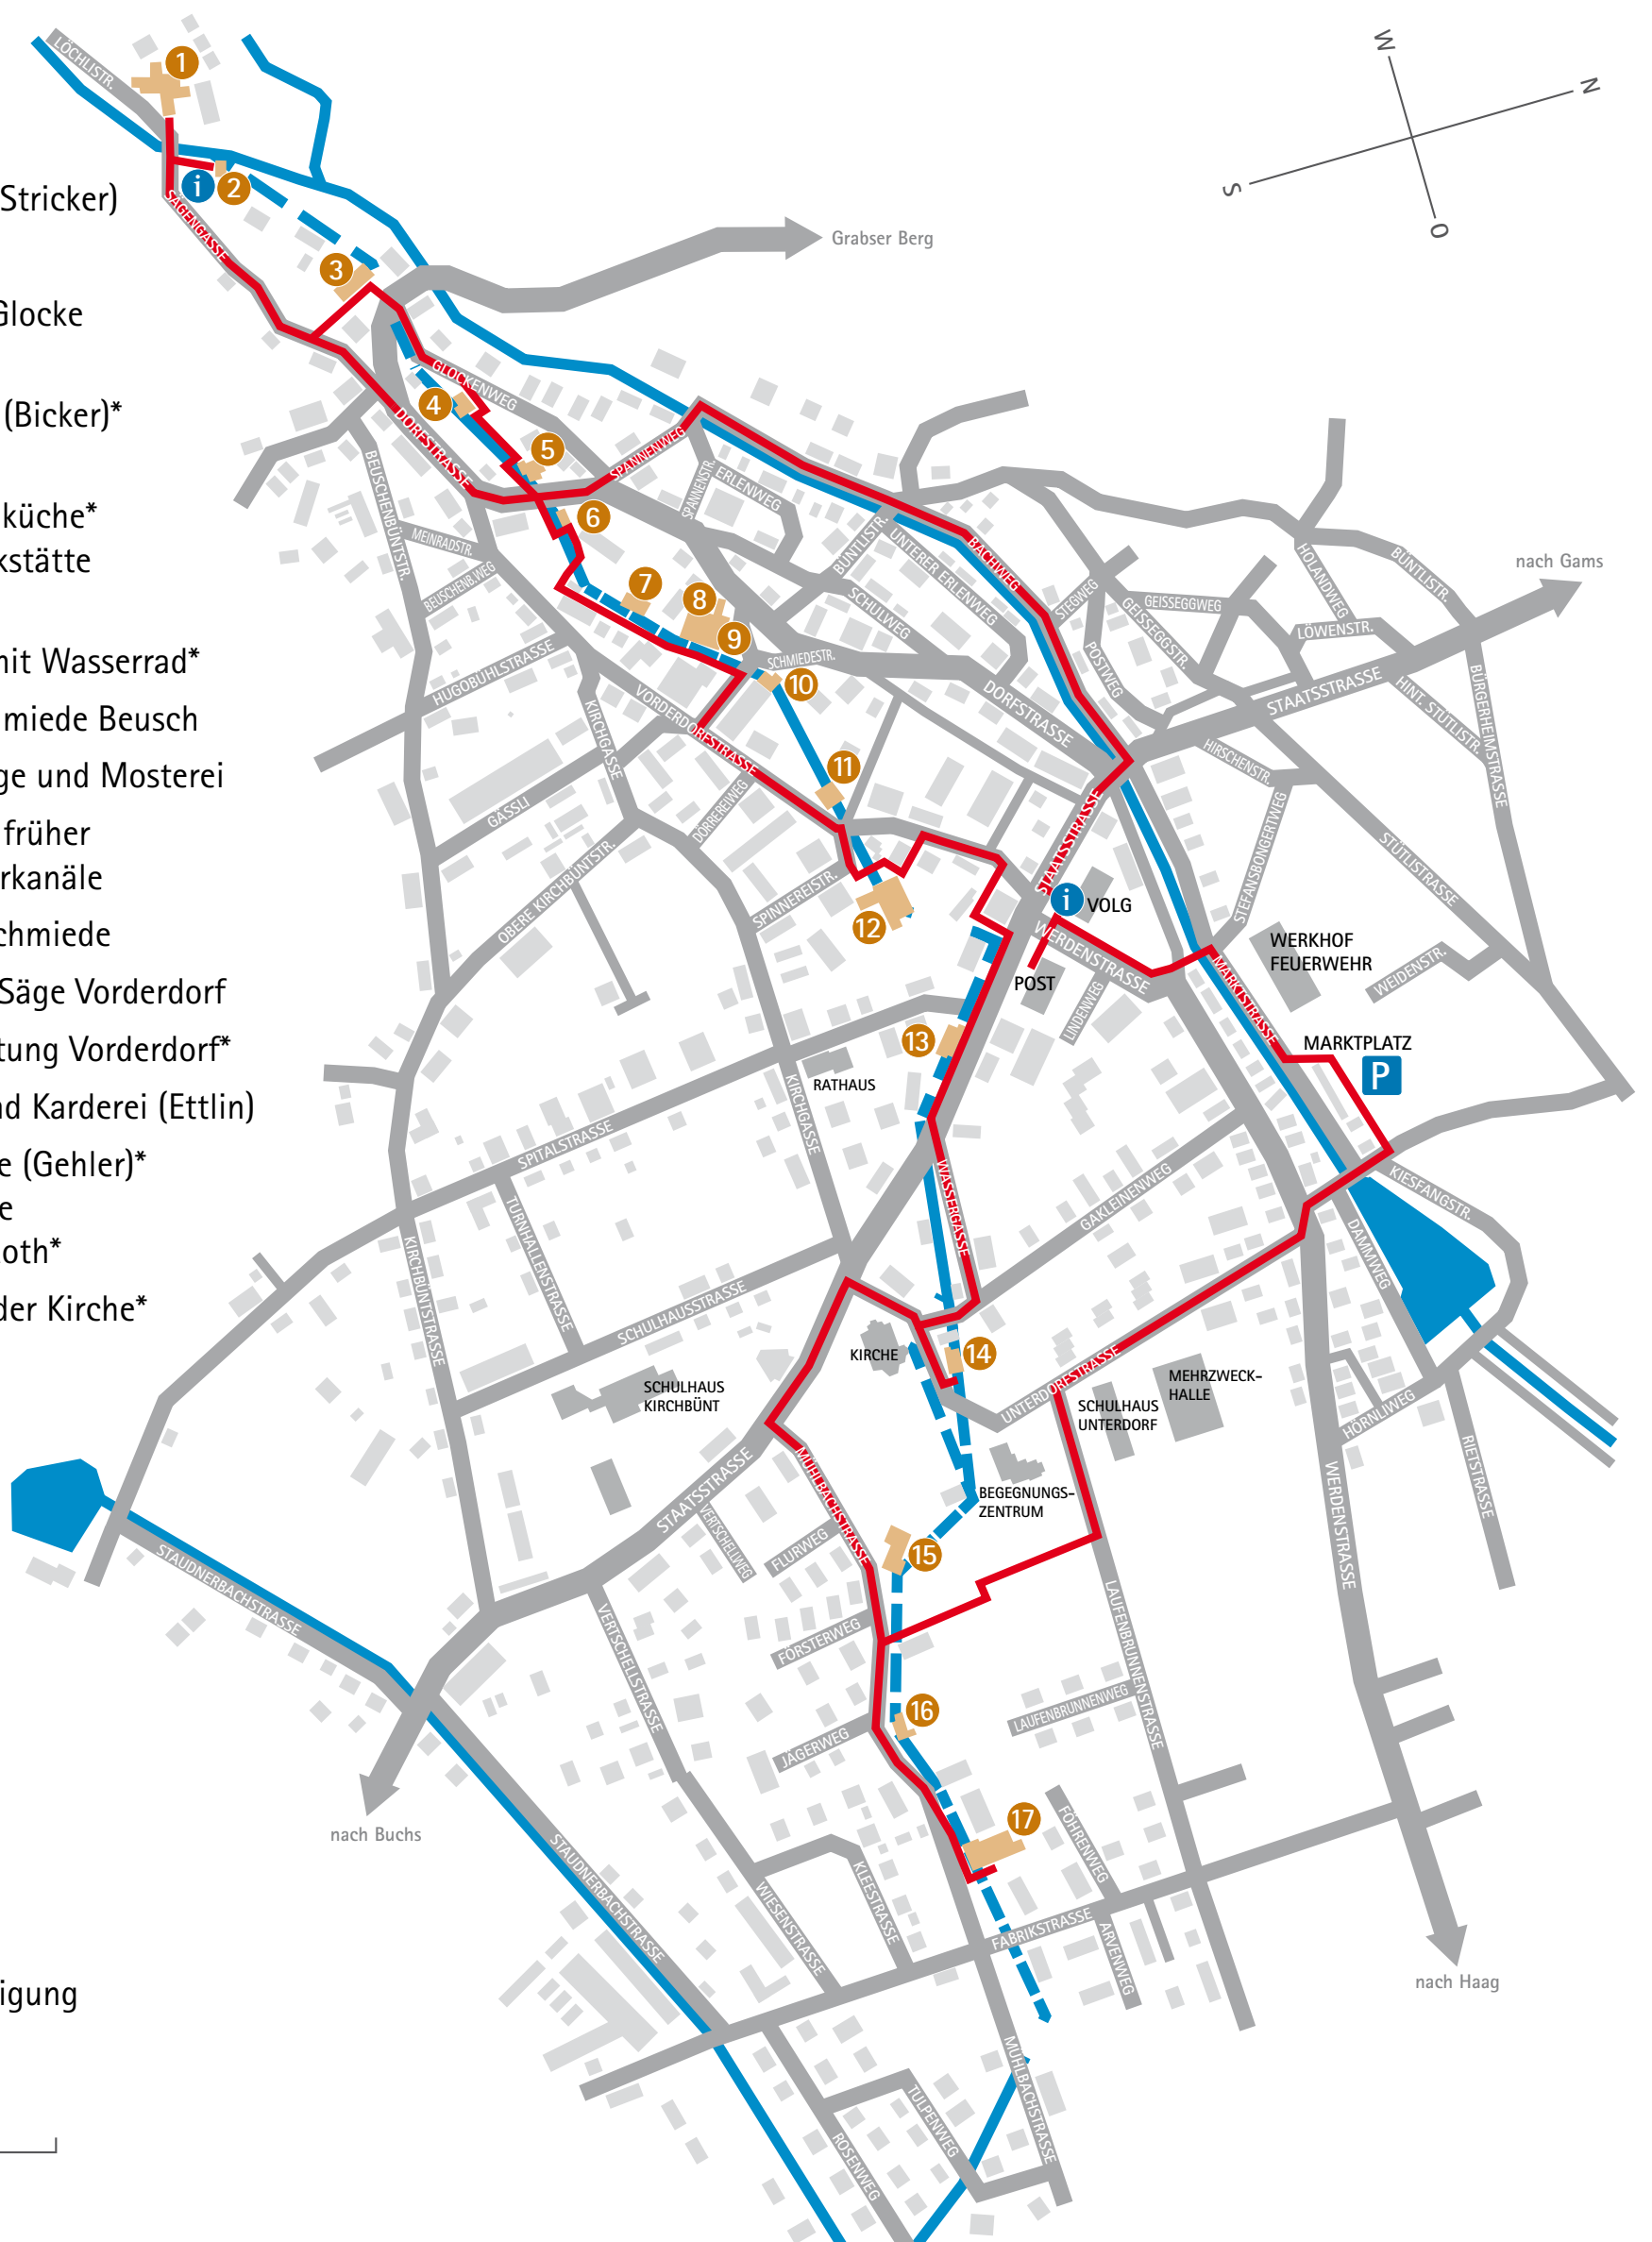 Stricker)
Glocke
(Bicker)*
küche*
kstätte
nit Wasserrad*
miede Beusch
ge und Mosterei
früher
rkanäle
chmiede
Säge Vorderdorf
tung Vorderdorf*
nd Karderei (Ettlin)
e (Gehler)*
e
oth*
der Kirche*
igung
W
N
S
O
LÖCHLISTR.
1
i
2
SÄGENGASSE
3
Grabser Berg
GLOCKENWEG
4
DORFSTRASSE
5
SPANNENWEG
6
SPANNENSTR.
ERLENWEG
BEUSCHENBÜNTSTR.
MEINRADSTR.
BEUSCHENB.WEG
BÜNTLISTR.
UNTERER ERLENWEG
BACHWEG
7
8
9
SCHULWEG
STEGWEG
GEISSEGGWEG
GEISSEGGSTR.
HOLANDWEG
BÜNTLISTR.
nach Gams
LÖWENSTR.
POSTWEG
HUGOBÜHLSTRASSE
SCHMIEDESTR.
10
DORFSTRASSE
STAATSSTRASSE
HINT. STÜTLISTR.
BÜRGERHEIMSTRASSE
VORDERDORFSTRASSE
KIRCHGASSE
HIRSCHENSTR.
11
GÄSSLI
DÖRREREIWEG
STAATSSTRASSE
STEFANSBONGERTWEG
STÜTLISTRASSE
OBERE KIRCHBÜNTSTR.
SPINNEREISTR.
12
i
VOLG
WERDENSTRASSE
POST
LINDENWEG
WERKHOF
FEUERWEHR
WEIDENSTR.
MARKTSTRASSE
MARKTPLATZ
P
13
RATHAUS
KIRCHGASSE
SPITALSTRASSE
WASSERGASSE
GAKLEINENWEG
KIESFANGSTR.
DAMMWEG
TURNHALLENSTRASSE
KIRCHBÜNTSTRASSE
SCHULHAUSSTRASSE
KIRCHE
14
UNTERDORFSTRASSE
MEHRZWECK-
HALLE
SCHULHAUS
UNTERDORF
SCHULHAUS
KIRCHBÜNT
HÖRNLIWEG
RIETSTRASSE
WERDENSTRASSE
STAATSSTRASSE
MÜHLBACHSTRASSE
BEGEGNUNGS-
ZENTRUM
VERTSCHELLWEG
FLURWEG
15
STAUDNERBACHSTRASSE
VERTSCHELLSTRASSE
FÖRSTERWEG
LAUFENBRUNNENSTRASSE
LAUFENBRUNNENWEG
16
JÄGERWEG
17
FÖHRENWEG
nach Buchs
STAUDNERBACHSTRASSE
WIESENSTRASSE
KLEESTRASSE
FABRIKSTRASSE
ARVENWEG
nach Haag
MÜHLBACHSTRASSE
TULPENWEG
ROSENWEG